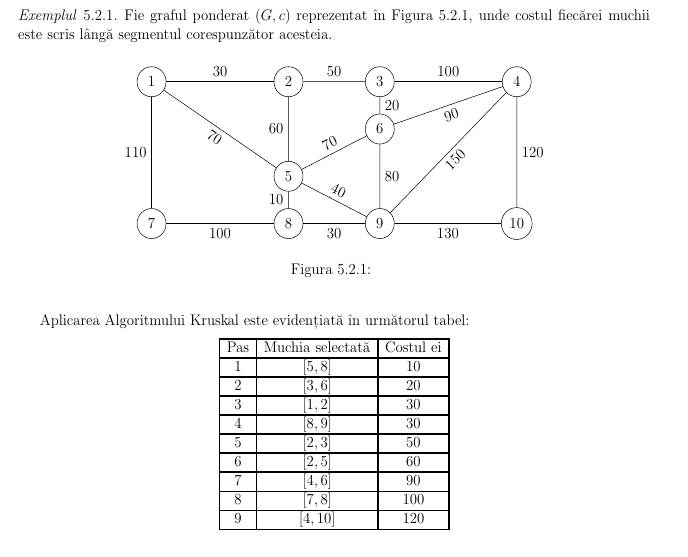 Exemplul 5.2.1. Fie graful ponderat (G, c) reprezentat în Figura 5.2.1, unde costul fiecărei muchii
este scris lângă segmentul corespunzător acesteia.
30 50 100
1 2 3 4
20
90
60 70 6
70
110 150 120
5 80
40
10
7 8 9 10
100 30 130
Figura 5.2.1:
Aplicarea Algoritmului Kruskal este evidențiată în următorul tabel:
Pas Muchia selectată Costul ei
1 [5, 8] 10
2 [3, 6] 20
3 [1, 2] 30
4 [8, 9] 30
5 [2, 3] 50
6 [2, 5] 60
7 [4, 6] 90
8 [7, 8] 100
9 [4, 10] 120